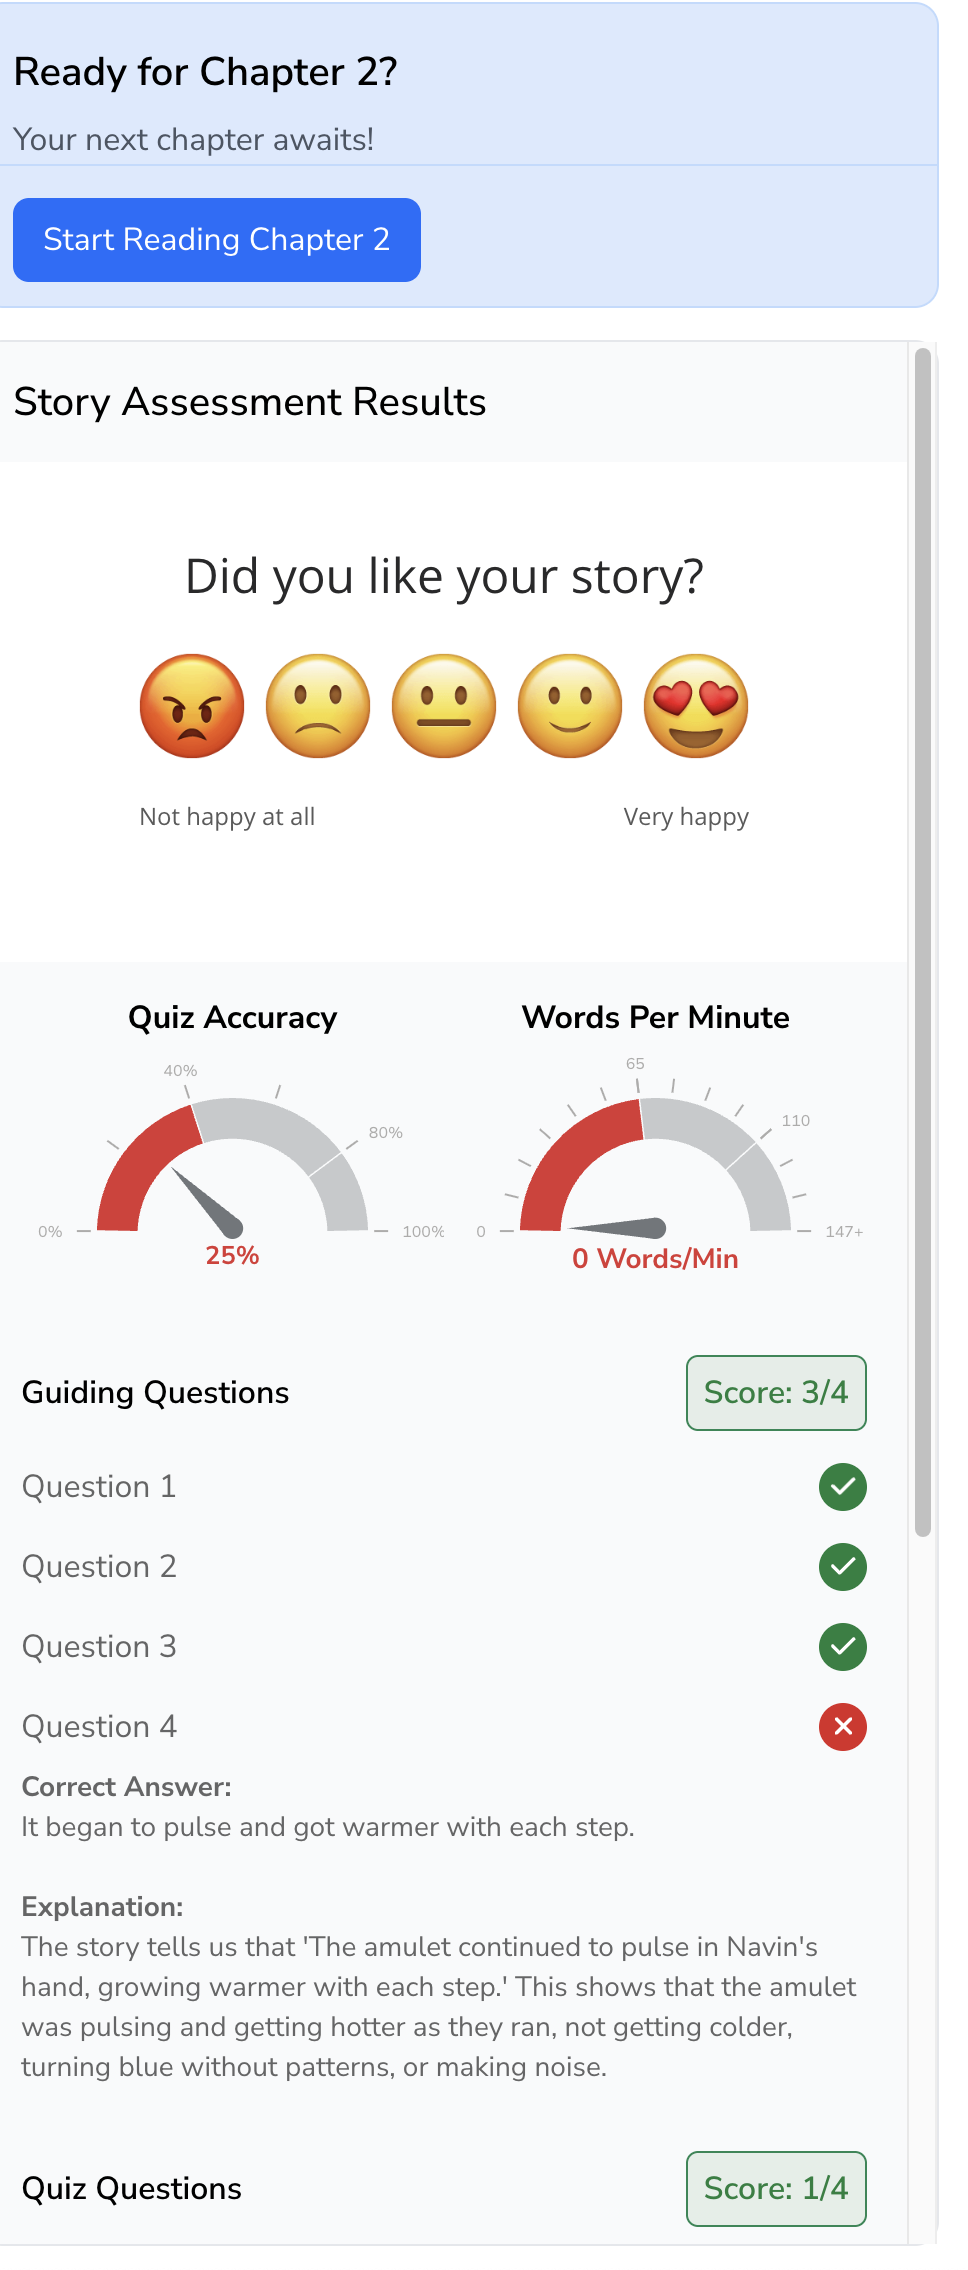 Ready for Chapter 2?
Your next chapter awaits!
Start Reading Chapter 2
Story Assessment Results
Did you like your story?
Not happy at all
Very happy
Quiz Accuracy
0%
40%
80%
100%
25%
Words Per Minute
0
65
110
147+
0 Words/Min
Guiding Questions
Score: 3/4
Question 1
Question 2
Question 3
Question 4
Correct Answer:
It began to pulse and got warmer with each step.
Explanation:
The story tells us that 'The amulet continued to pulse in Navin's
hand, growing warmer with each step.' This shows that the amulet
was pulsing and getting hotter as they ran, not getting colder,
turning blue without patterns, or making noise.
Quiz Questions
Score: 1/4